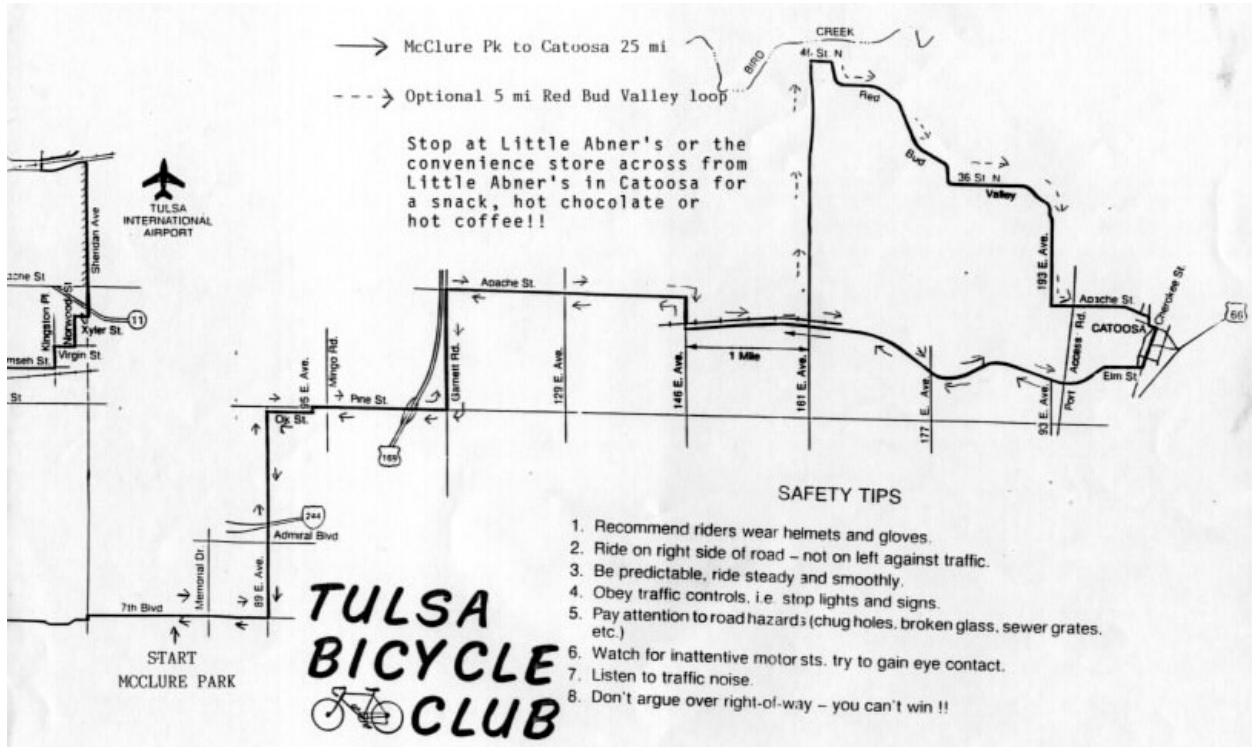 McClure Pk to Catoosa 25 mi
Optional 5 mi Red Bud Valley loop
Stop at Little Abner's or the
convenience store across from
Little Abner's in Catoosa for
a snack, hot chocolate or
hot coffee!!
BIRD
CREEK
St. N
Red
Bud
36 St N
Valley
193 E. Ave.
TULSA
INTERNATIONAL
AIRPORT
Sheridan Ave
Kingston Pl
Norwood St
11
Xyler St.
Virgin St.
St
Apache St.
Apache St.
Cherokee St.
66
CATOOSA
Port Access Rd.
Elm St.
1 Mile
95 E. Ave.
Mingo Rd.
Pine St.
Garnett Rd.
129 E. Ave.
146 E. Ave.
161 E. Ave.
177 E. Ave.
93 E. Ave.
169
244
Admiral Blvd
Memorial Dr.
89 E. Ave.
7th Blvd
START
MCCLURE PARK
TULSA
BICYCLE
CLUB
SAFETY TIPS
1. Recommend riders wear helmets and gloves.
2. Ride on right side of road – not on left against traffic.
3. Be predictable, ride steady and smoothly.
4. Obey traffic controls, i.e. stop lights and signs.
5. Pay attention to road hazards (chug holes, broken glass, sewer grates,
etc.)
6. Watch for inattentive motorsts. try to gain eye contact.
7. Listen to traffic noise.
8. Don't argue over right-of-way – you can't win !!